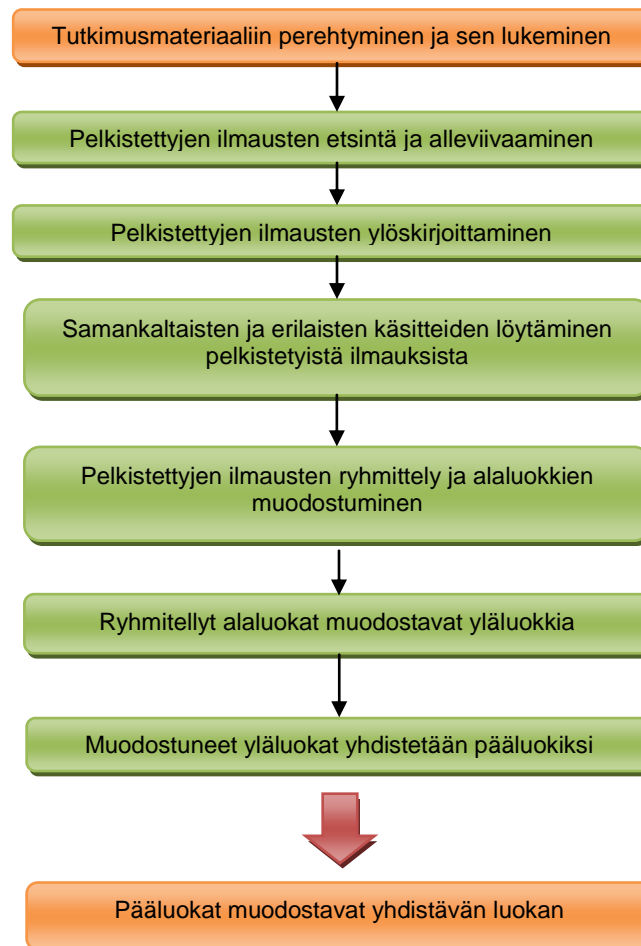 Tutkimusmateriaaliin perehtyminen ja sen lukeminen
Pelkistettyjen ilmausten etsintä ja alleviivaaminen
Pelkistettyjen ilmausten ylöskirjoittaminen
Samankaltaisten ja erilaisten käsitteiden löytäminen
pelkistetyistä ilmauksista
Pelkistettyjen ilmausten ryhmittely ja alaluokkien
muodostuminen
Ryhmitellyt alaluokat muodostavat yläluokkia
Muodostuneet yläluokat yhdistetään pääluokiksi
Pääluokat muodostavat yhdistävän luokan